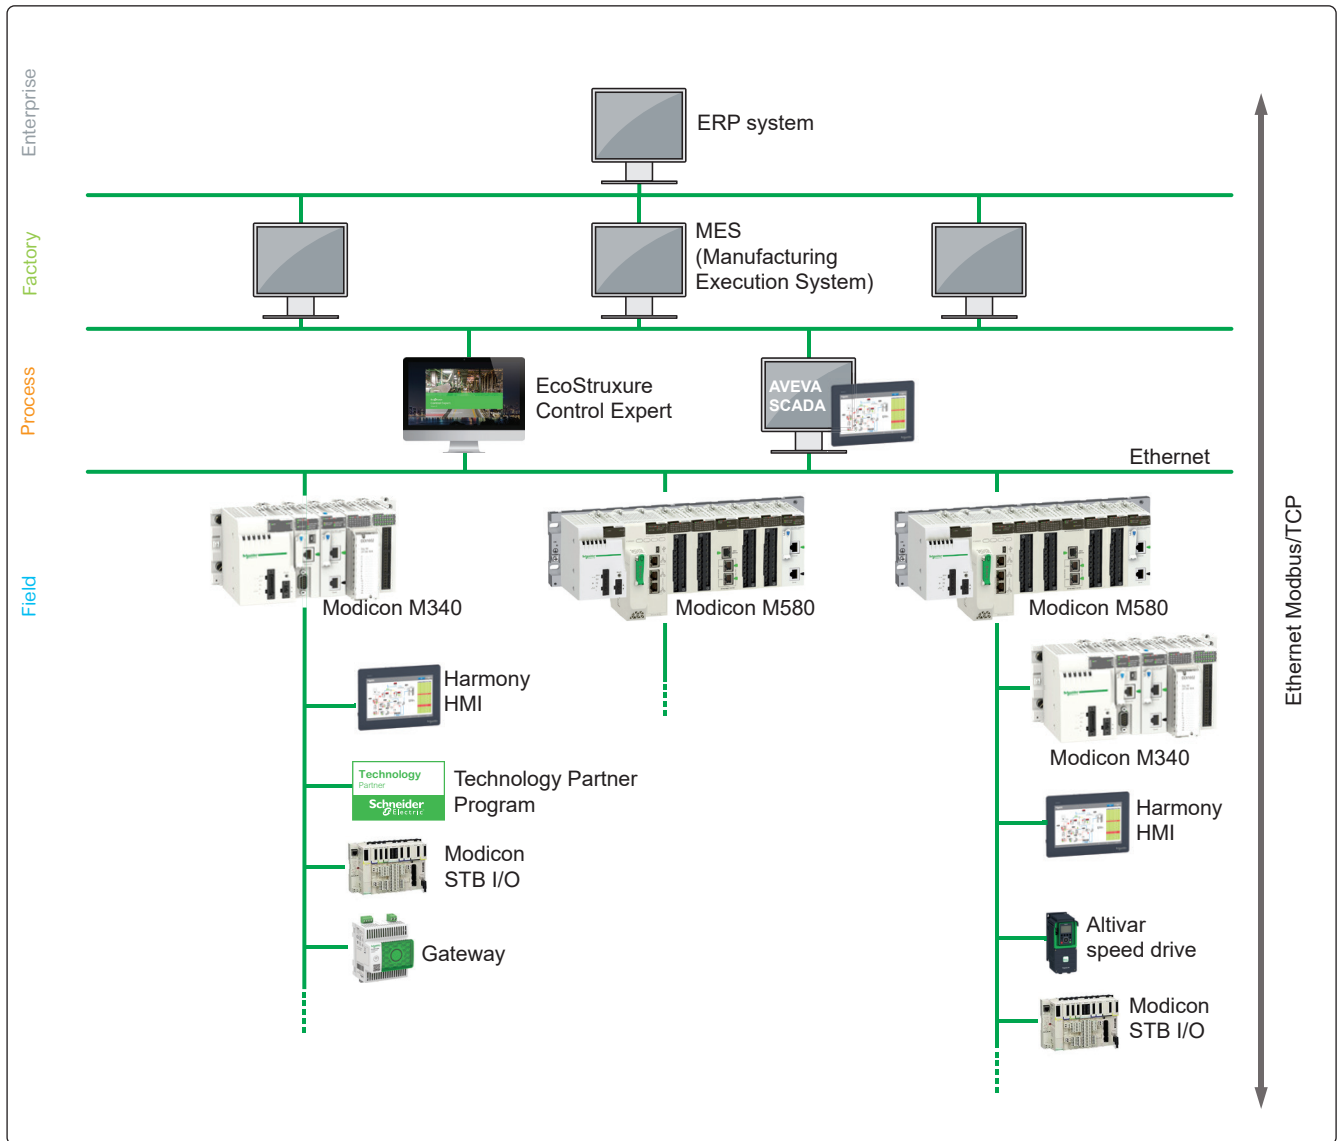 Enterprise
ERP system
Factory
MES
(Manufacturing
Execution System)
Process
EcoStruxure
Control Expert
AVEVA
SCADA
Ethernet
Field
Modicon M340
Modicon M580
Modicon M580
Ethernet Modbus/TCP
Harmony
HMI
Technology
Partner
Schneider
Electric
Technology Partner
Program
Modicon
STB I/O
Gateway
Modicon M340
Harmony
HMI
Altivar
speed drive
Modicon
STB I/O